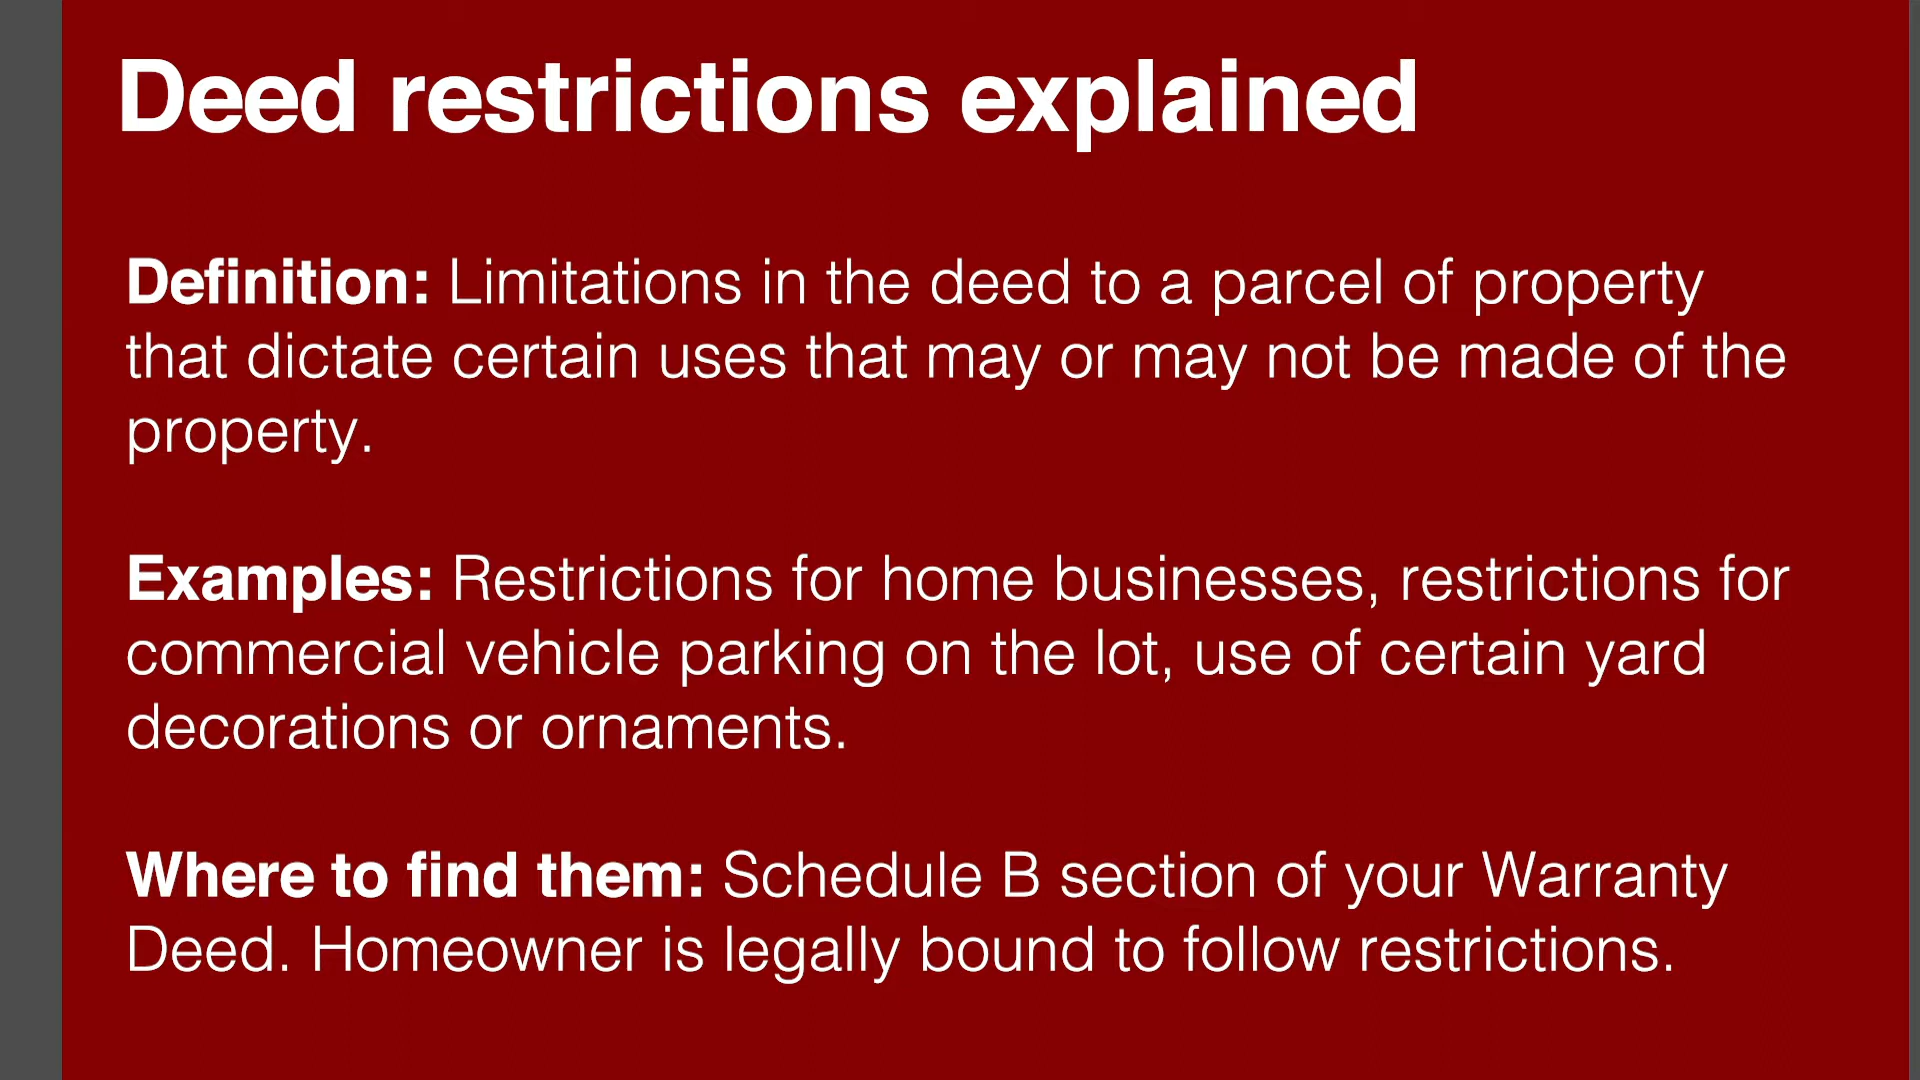 Deed restrictions explained
Definition: Limitations in the deed to a parcel of property
that dictate certain uses that may or may not be made of the
property.
Examples: Restrictions for home businesses, restrictions for
commercial vehicle parking on the lot, use of certain yard
decorations or ornaments.
Where to find them: Schedule B section of your Warranty
Deed. Homeowner is legally bound to follow restrictions.